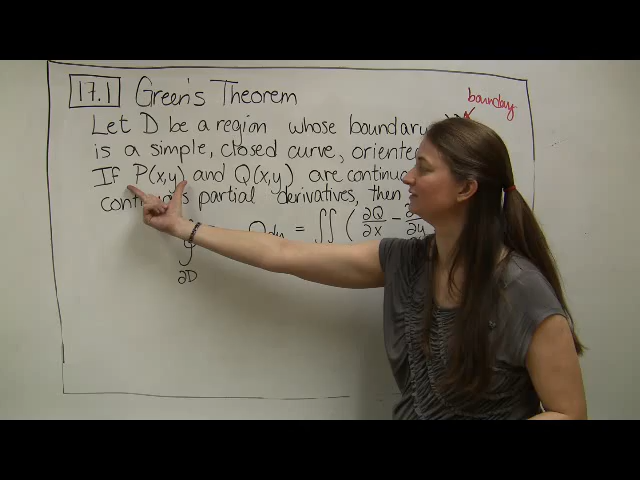 17.1 Green's Theorem
boundary
Let D be a region whose boundary
is a simple, closed curve, oriente
If P(x,y) and Q(x,y) are continu
continuous partial derivatives, then
∮ Qdy = ∬ ( ∂Q/∂x - ∂ /∂y
∂D